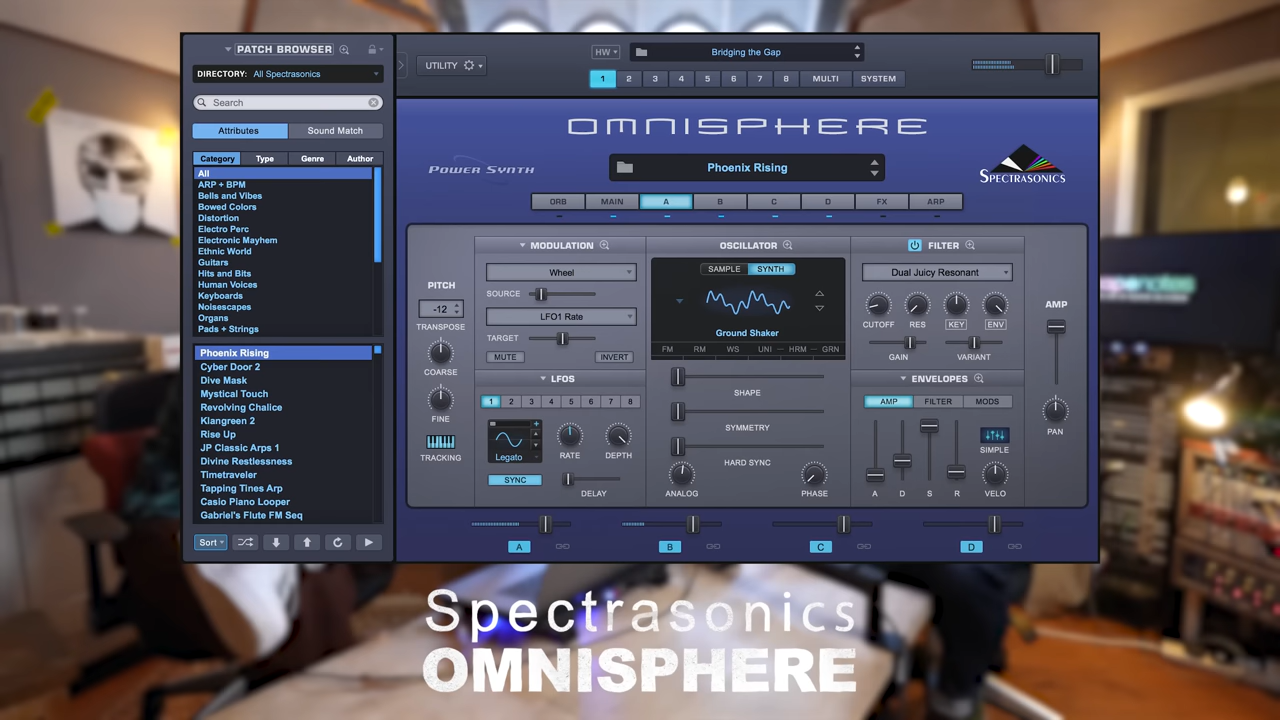 PATCH BROWSER
DIRECTORY: All Spectrasonics
Search
Attributes Sound Match
Category Type Genre Author
All
ARP + BPM
Bells and Vibes
Bowed Colors
Distortion
Electro Perc
Electronic Mayhem
Ethnic World
Guitars
Hits and Bits
Human Voices
Keyboards
Noisescapes
Organs
Pads + Strings
Phoenix Rising
Cyber Door 2
Dive Mask
Mystical Touch
Revolving Chalice
Klangreen 2
Rise Up
JP Classic Arps 1
Divine Restlessness
Timetraveler
Tapping Tines Arp
Casio Piano Looper
Gabriel's Flute FM Seq
Sort
UTILITY
HW
Bridging the Gap
1 2 3 4 5 6 7 8 MULTI SYSTEM
OMNISPHERE
POWER SYNTH
Phoenix Rising
SPECTRASONICS
ORB MAIN A B C D FX ARP
PITCH
-12
TRANSPOSE
COARSE
FINE
TRACKING
MODULATION
Wheel
SOURCE
LFO1 Rate
TARGET
MUTE INVERT
LFOS
1 2 3 4 5 6 7 8
Legato
RATE DEPTH
SYNC
DELAY
OSCILLATOR
SAMPLE SYNTH
Ground Shaker
FM RM WS UNI — HRM — GRN
SHAPE
SYMMETRY
HARD SYNC
ANALOG PHASE
FILTER
Dual Juicy Resonant
CUTOFF RES KEY ENV
GAIN VARIANT
ENVELOPES
AMP FILTER MODS
SIMPLE
A D S R VELO
AMP
PAN
A B C D
Spectrasonics
OMNISPHERE